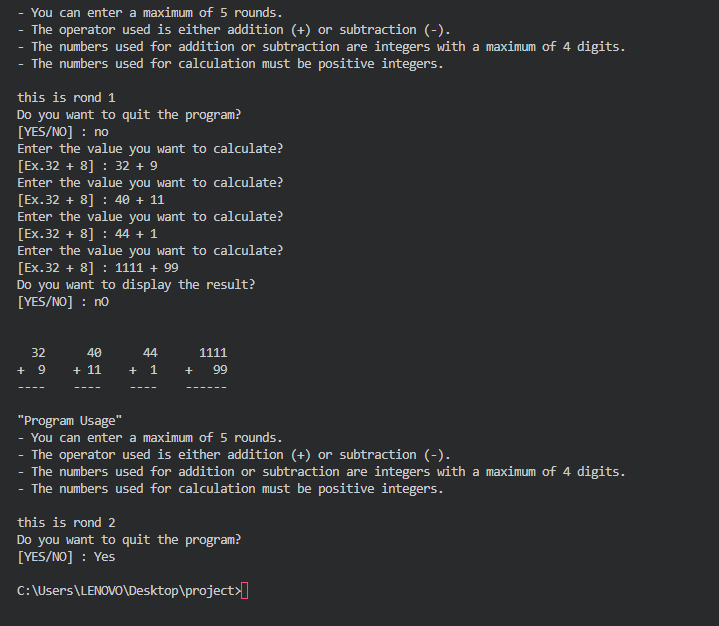 - You can enter a maximum of 5 rounds.
- The operator used is either addition (+) or subtraction (-).
- The numbers used for addition or subtraction are integers with a maximum of 4 digits.
- The numbers used for calculation must be positive integers.

this is rond 1
Do you want to quit the program?
[YES/NO] : no
Enter the value you want to calculate?
[Ex.32 + 8] : 32 + 9
Enter the value you want to calculate?
[Ex.32 + 8] : 40 + 11
Enter the value you want to calculate?
[Ex.32 + 8] : 44 + 1
Enter the value you want to calculate?
[Ex.32 + 8] : 1111 + 99
Do you want to display the result?
[YES/NO] : nO

  32      40      44      1111
+  9    + 11    +  1    +   99
----    ----    ----    ------

"Program Usage"
- You can enter a maximum of 5 rounds.
- The operator used is either addition (+) or subtraction (-).
- The numbers used for addition or subtraction are integers with a maximum of 4 digits.
- The numbers used for calculation must be positive integers.

this is rond 2
Do you want to quit the program?
[YES/NO] : Yes

C:\Users\LENOVO\Desktop\project>